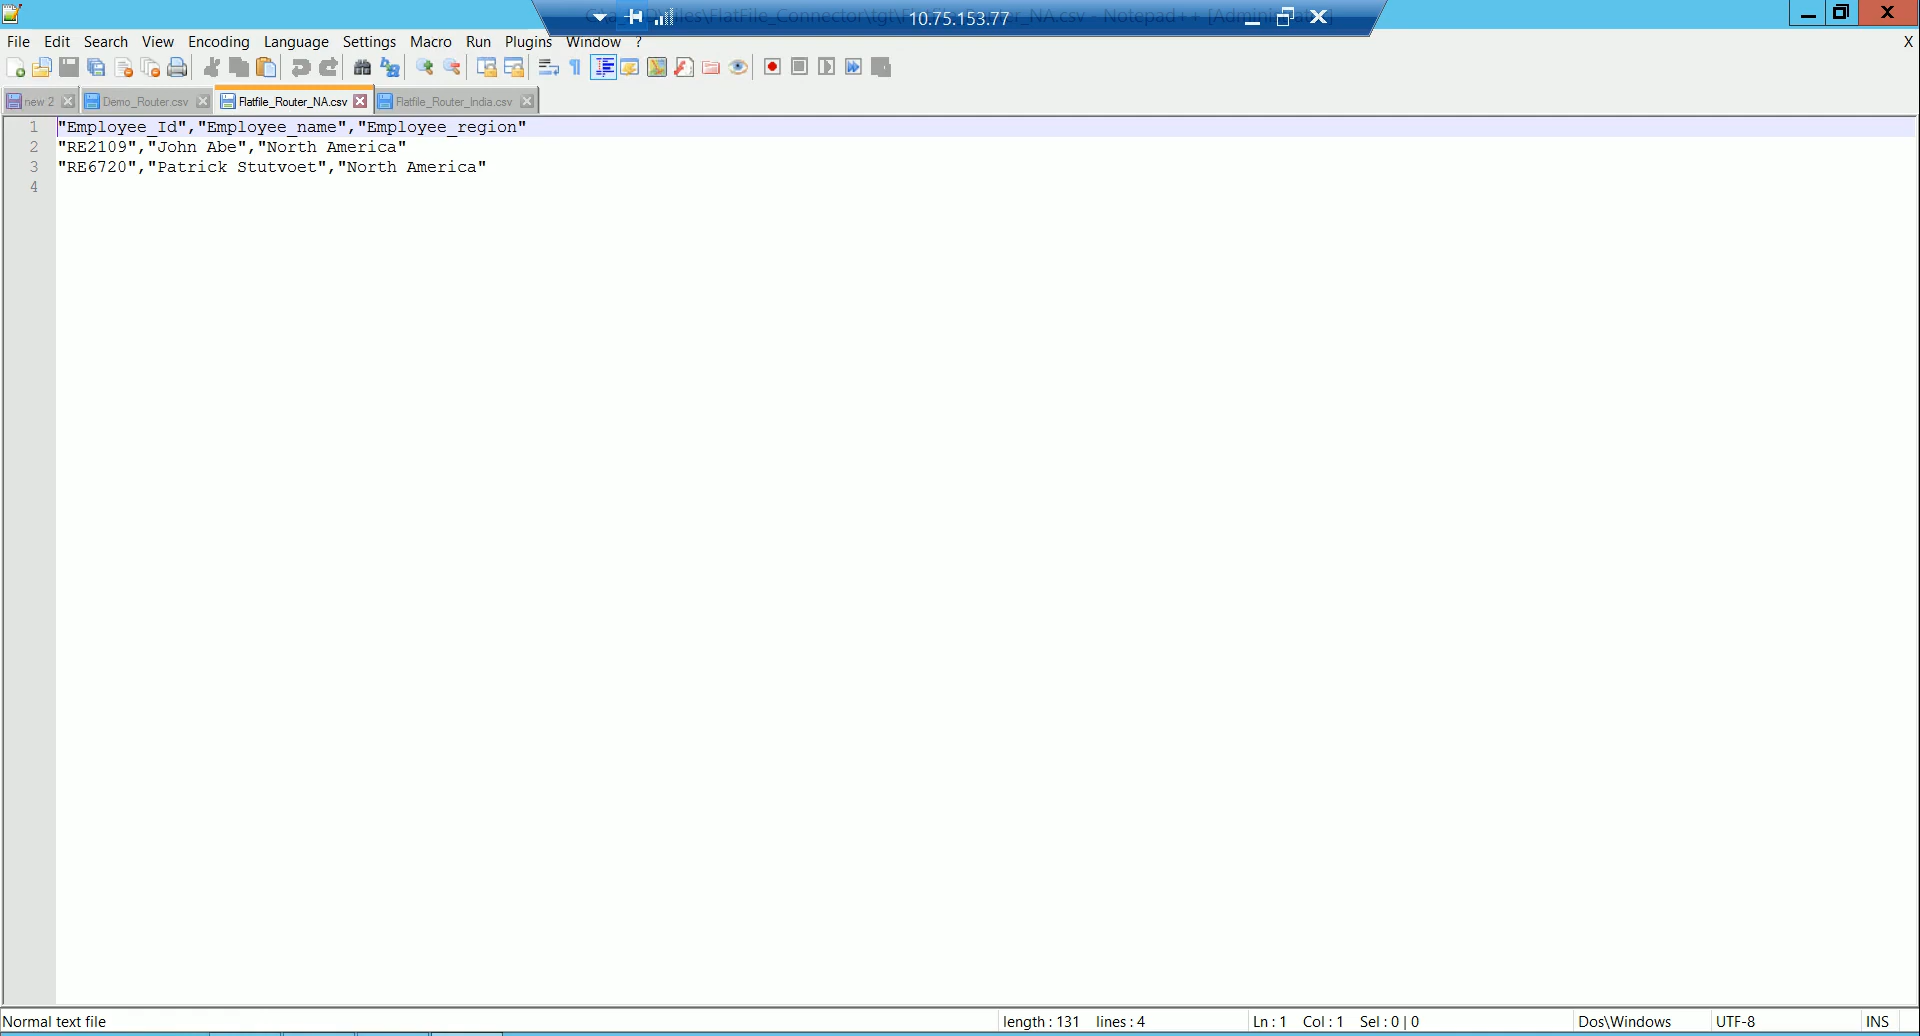 10.75.153.77
File Edit Search View Encoding Language Settings Macro Run Plugins Window ?
X
new 2 Demo_Router.csv Flatfile_Router_NA.csv Flatfile_Router_India.csv
1 "Employee_Id","Employee_name","Employee_region"
2 "RE2109","John Abe","North America"
3 "RE6720","Patrick Stutvoet","North America"
4
Normal text file length : 131 lines : 4 Ln : 1 Col : 1 Sel : 0 | 0 Dos\Windows UTF-8 INS